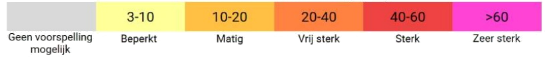 3-10 10-20 20-40 40-60 >60
Geen voorspelling mogelijk Beperkt Matig Vrij sterk Sterk Zeer sterk